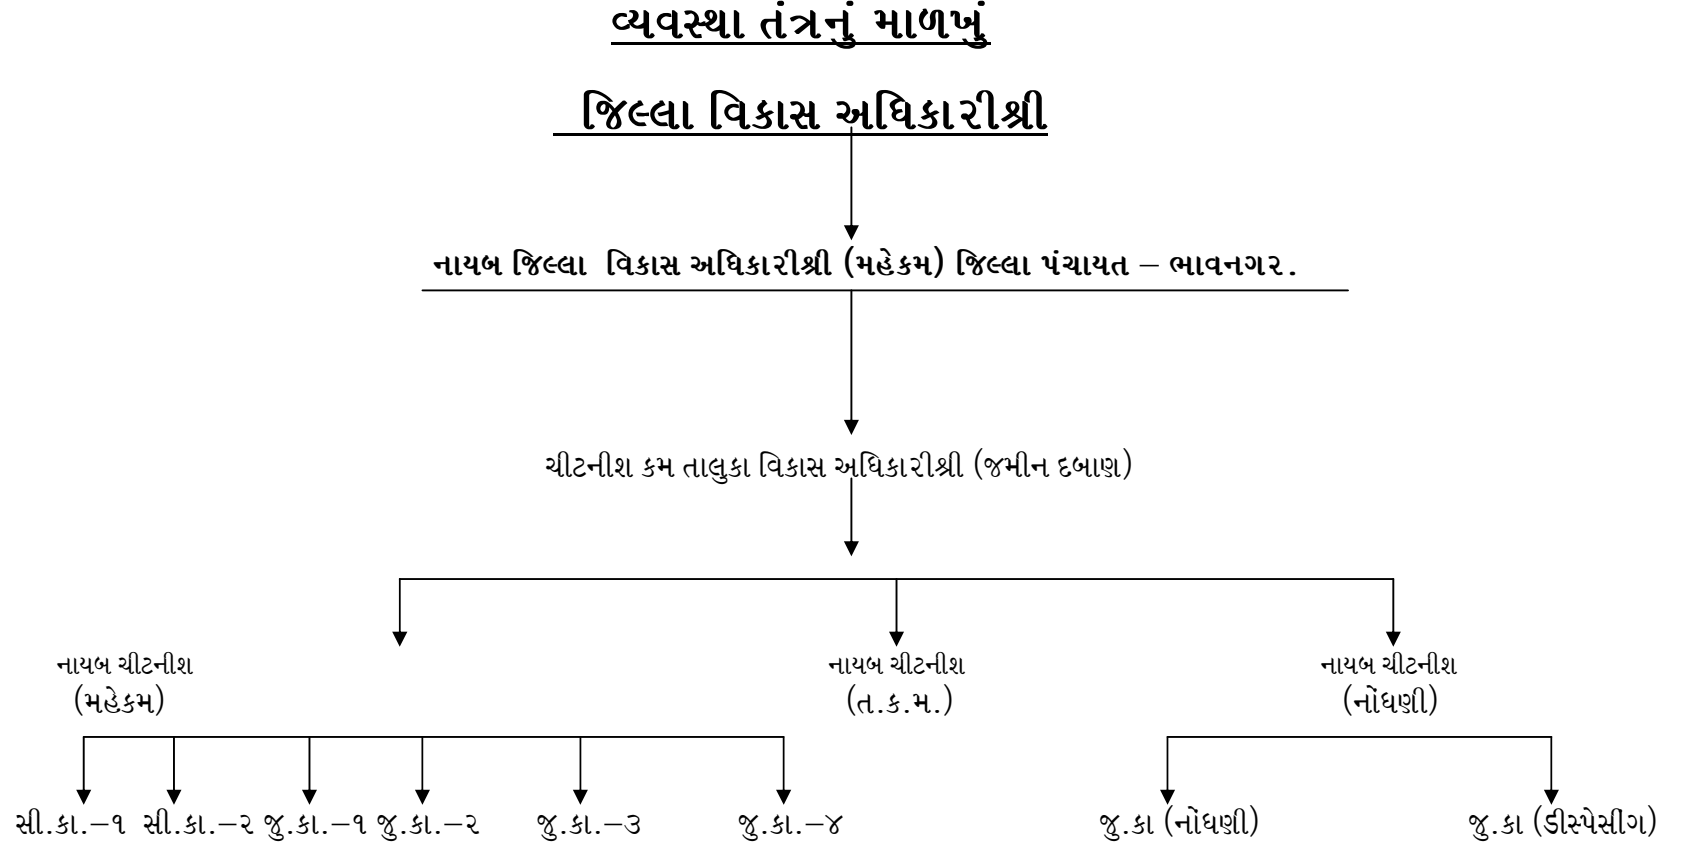 વ્યવસ્થા તંત્રનું માળખું
જિલ્લા વિકાસ અધિકારીશ્રી
નાયબ જિલ્લા વિકાસ અધિકારીશ્રી (મહેકમ) જિલ્લા પંચાયત – ભાવનગર.
ચીટનીશ કમ તાલુકા વિકાસ અધિકારીશ્રી (જમીન દબાણ)
નાયબ ચીટનીશ નાયબ ચીટનીશ નાયબ ચીટનીશ
(મહેકમ) (ત.ક.મ.) (નોંધણી)
સી.કા.–૧ સી.કા.–૨ જુ.કા.–૧ જુ.કા.–૨ જુ.કા.–૩ જુ.કા.–૪ જુ.કા (નોંધણી) જુ.કા (ડીસ્પેસીંગ)